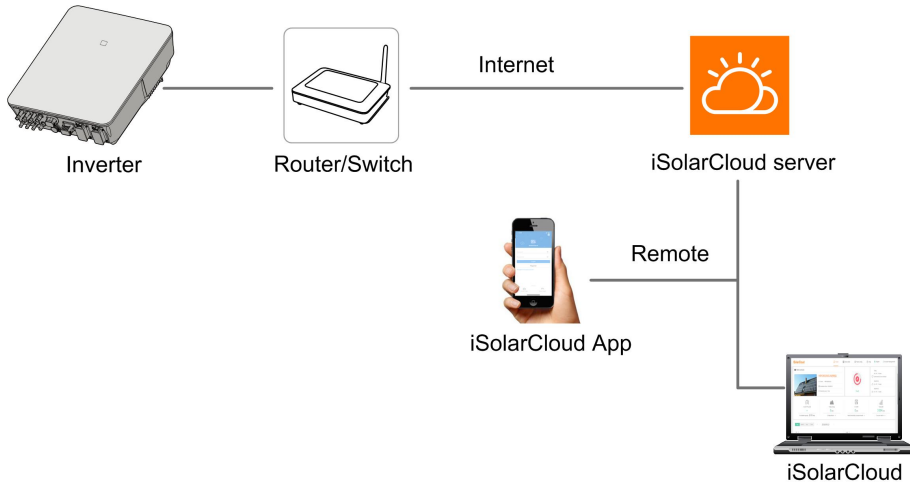 Internet
Inverter
Router/Switch
iSolarCloud server
Remote
iSolarCloud App
iSolarCloud